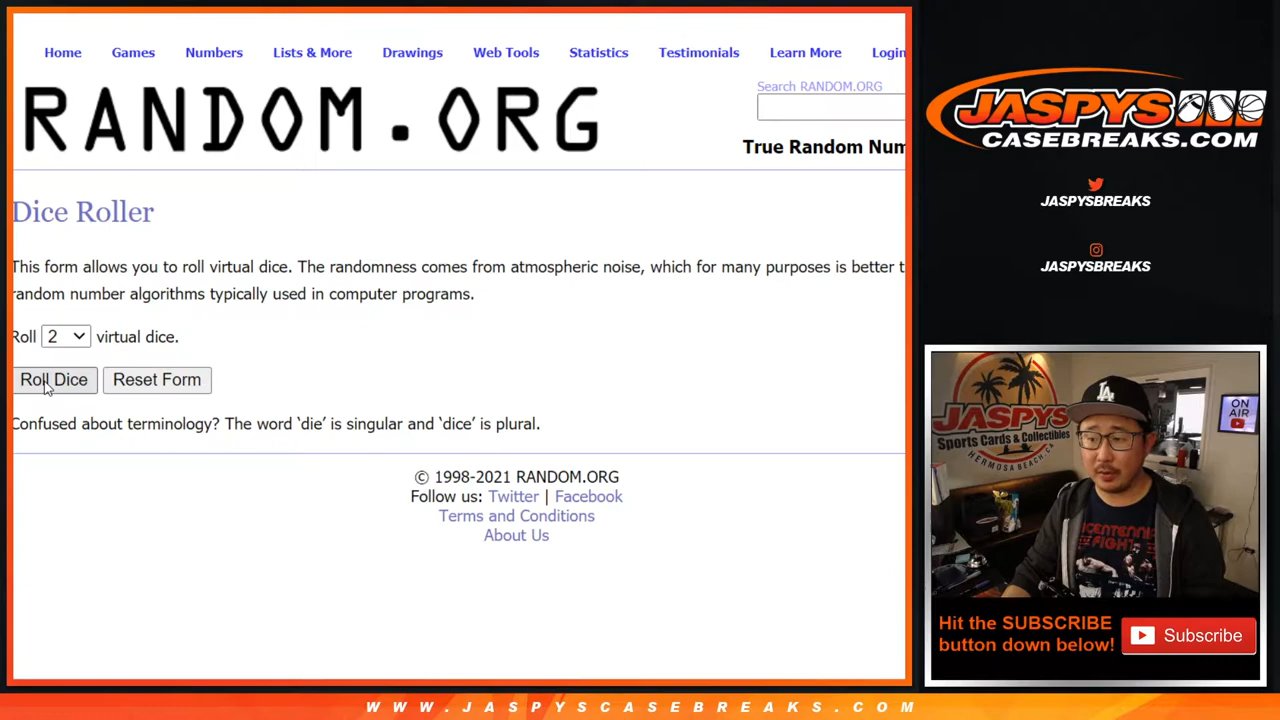 Home Games Numbers Lists & More Drawings Web Tools Statistics Testimonials Learn More Login
RANDOM.ORG
Search RANDOM.ORG
True Random Num
Dice Roller
This form allows you to roll virtual dice. The randomness comes from atmospheric noise, which for many purposes is better t
random number algorithms typically used in computer programs.
Roll 2 virtual dice.
Roll Dice Reset Form
Confused about terminology? The word ‘die’ is singular and ‘dice’ is plural.
© 1998-2021 RANDOM.ORG
Follow us: Twitter | Facebook
Terms and Conditions
About Us
JASPYS
CASEBREAKS.COM
JASPYSBREAKS
JASPYSBREAKS
JASPYS
Sports Cards & Collectibles
HERMOSA BEACH, CA
LA
ON
AIR
ICENTENNI
FIGHT
Hit the SUBSCRIBE
button down below!
Subscribe
WWW.JASPYSCASEBREAKS.COM